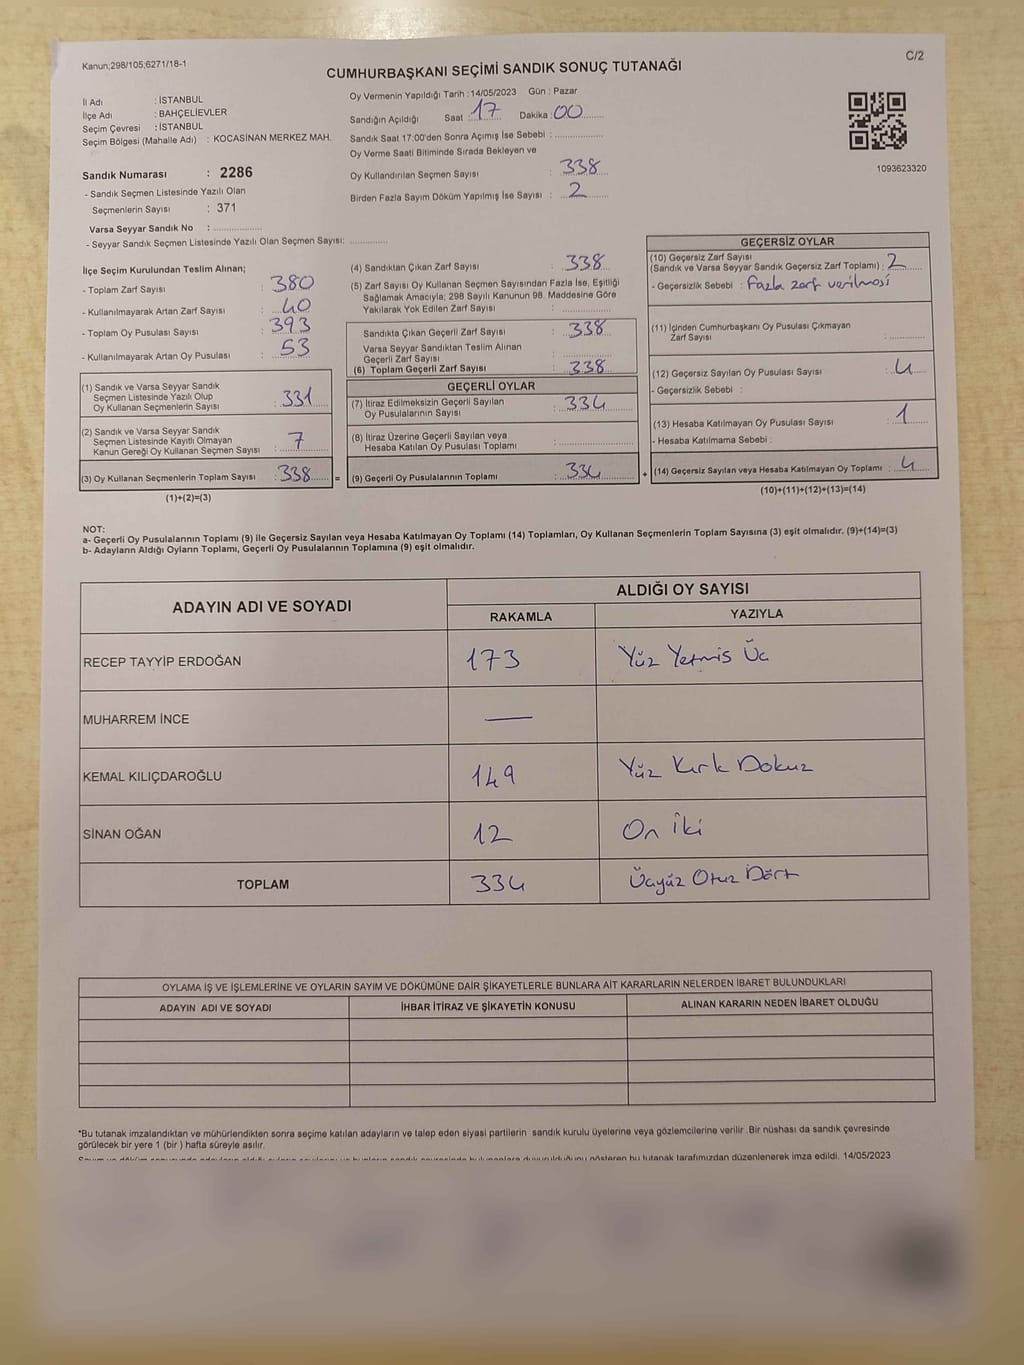 Kanun;298/105;6271/18-1
C/2
CUMHURBAŞKANI SEÇİMİ SANDIK SONUÇ TUTANAĞI
İl Adı : İSTANBUL
İlçe Adı : BAHÇELİEVLER
Seçim Çevresi : İSTANBUL
Seçim Bölgesi (Mahalle Adı) : KOCASİNAN MERKEZ MAH.
Sandık Numarası : 2286
- Sandık Seçmen Listesinde Yazılı Olan
Seçmenlerin Sayısı : 371
Varsa Seyyar Sandık No :
- Seyyar Sandık Seçmen Listesinde Yazılı Olan Seçmen Sayısı:
Oy Vermenin Yapıldığı Tarih : 14/05/2023 Gün : Pazar
Sandığın Açıldığı Saat : 17 Dakika : 00
Sandık Saat 17:00'den Sonra Açımış İse Sebebi :
Oy Verme Saati Bitiminde Sırada Bekleyen ve
Oy Kullandırılan Seçmen Sayısı : 338
Birden Fazla Sayım Döküm Yapılmış İse Sayısı : 2
1093623320
İlçe Seçim Kurulundan Teslim Alınan;
- Toplam Zarf Sayısı : 380
- Kullanılmayarak Artan Zarf Sayısı : 40
- Toplam Oy Pusulası Sayısı : 393
- Kullanılmayarak Artan Oy Pusulası : 53
(1) Sandık ve Varsa Seyyar Sandık
Seçmen Listesinde Yazılı Olup
Oy Kullanan Seçmenlerin Sayısı : 331
(2) Sandık ve Varsa Seyyar Sandık
Seçmen Listesinde Kayıtlı Olmayan
Kanun Gereği Oy Kullanan Seçmen Sayısı : 7
(3) Oy Kullanan Seçmenlerin Toplam Sayısı : 338
(1)+(2)=(3)
(4) Sandıktan Çıkan Zarf Sayısı : 338
(5) Zarf Sayısı Oy Kullanan Seçmen Sayısından Fazla İse, Eşitliği
Sağlamak Amacıyla; 298 Sayılı Kanunun 98. Maddesine Göre
Yakılarak Yok Edilen Zarf Sayısı :
Sandıkta Çıkan Geçerli Zarf Sayısı : 338
Varsa Seyyar Sandıktan Teslim Alınan
Geçerli Zarf Sayısı :
(6) Toplam Geçerli Zarf Sayısı : 338
GEÇERLİ OYLAR
(7) İtiraz Edilmeksizin Geçerli Sayılan
Oy Pusulalarının Sayısı : 334
(8) İtiraz Üzerine Geçerli Sayılan veya
Hesaba Katılan Oy Pusulası Toplamı :
= (9) Geçerli Oy Pusulalarının Toplamı : 334
GEÇERSİZ OYLAR
(10) Geçersiz Zarf Sayısı
(Sandık ve Varsa Seyyar Sandık Geçersiz Zarf Toplamı) : 2
- Geçersizlik Sebebi : Fazla zarf verilmesi
(11) İçinden Cumhurbaşkanı Oy Pusulası Çıkmayan
Zarf Sayısı :
(12) Geçersiz Sayılan Oy Pusulası Sayısı : 4
- Geçersizlik Sebebi :
(13) Hesaba Katılmayan Oy Pusulası Sayısı : 1
- Hesaba Katılmama Sebebi :
+ (14) Geçersiz Sayılan veya Hesaba Katılmayan Oy Toplamı : 4
(10)+(11)+(12)+(13)=(14)
NOT:
a- Geçerli Oy Pusulalarının Toplamı (9) ile Geçersiz Sayılan veya Hesaba Katılmayan Oy Toplamı (14) Toplamları, Oy Kullanan Seçmenlerin Toplam Sayısına (3) eşit olmalıdır. (9)+(14)=(3)
b- Adayların Aldığı Oyların Toplamı, Geçerli Oy Pusulalarının Toplamına (9) eşit olmalıdır.
ADAYIN ADI VE SOYADI
ALDIĞI OY SAYISI
RAKAMLA YAZIYLA
RECEP TAYYİP ERDOĞAN 173 Yüz Yetmis Üc
MUHARREM İNCE —
KEMAL KILIÇDAROĞLU 149 Yüz Kırk Dokuz
SİNAN OĞAN 12 On İki
TOPLAM 334 Ücyüz Otuz Dört
OYLAMA İŞ VE İŞLEMLERİNE VE OYLARIN SAYIM VE DÖKÜMÜNE DAİR ŞİKAYETLERLE BUNLARA AİT KARARLARIN NELERDEN İBARET BULUNDUKLARI
ADAYIN ADI VE SOYADI İHBAR İTİRAZ VE ŞİKAYETİN KONUSU ALINAN KARARIN NEDEN İBARET OLDUĞU
*Bu tutanak imzalandıktan ve mühürlendikten sonra seçime katılan adayların ve talep eden siyasi partilerin sandık kurulu üyelerine veya gözlemcilerine verilir .Bir nüshası da sandık çevresinde
görülecek bir yere 1 (bir ) hafta süreyle asılır.
bu tutanak tarafımızdan düzenlenerek imza edildi. 14/05/2023